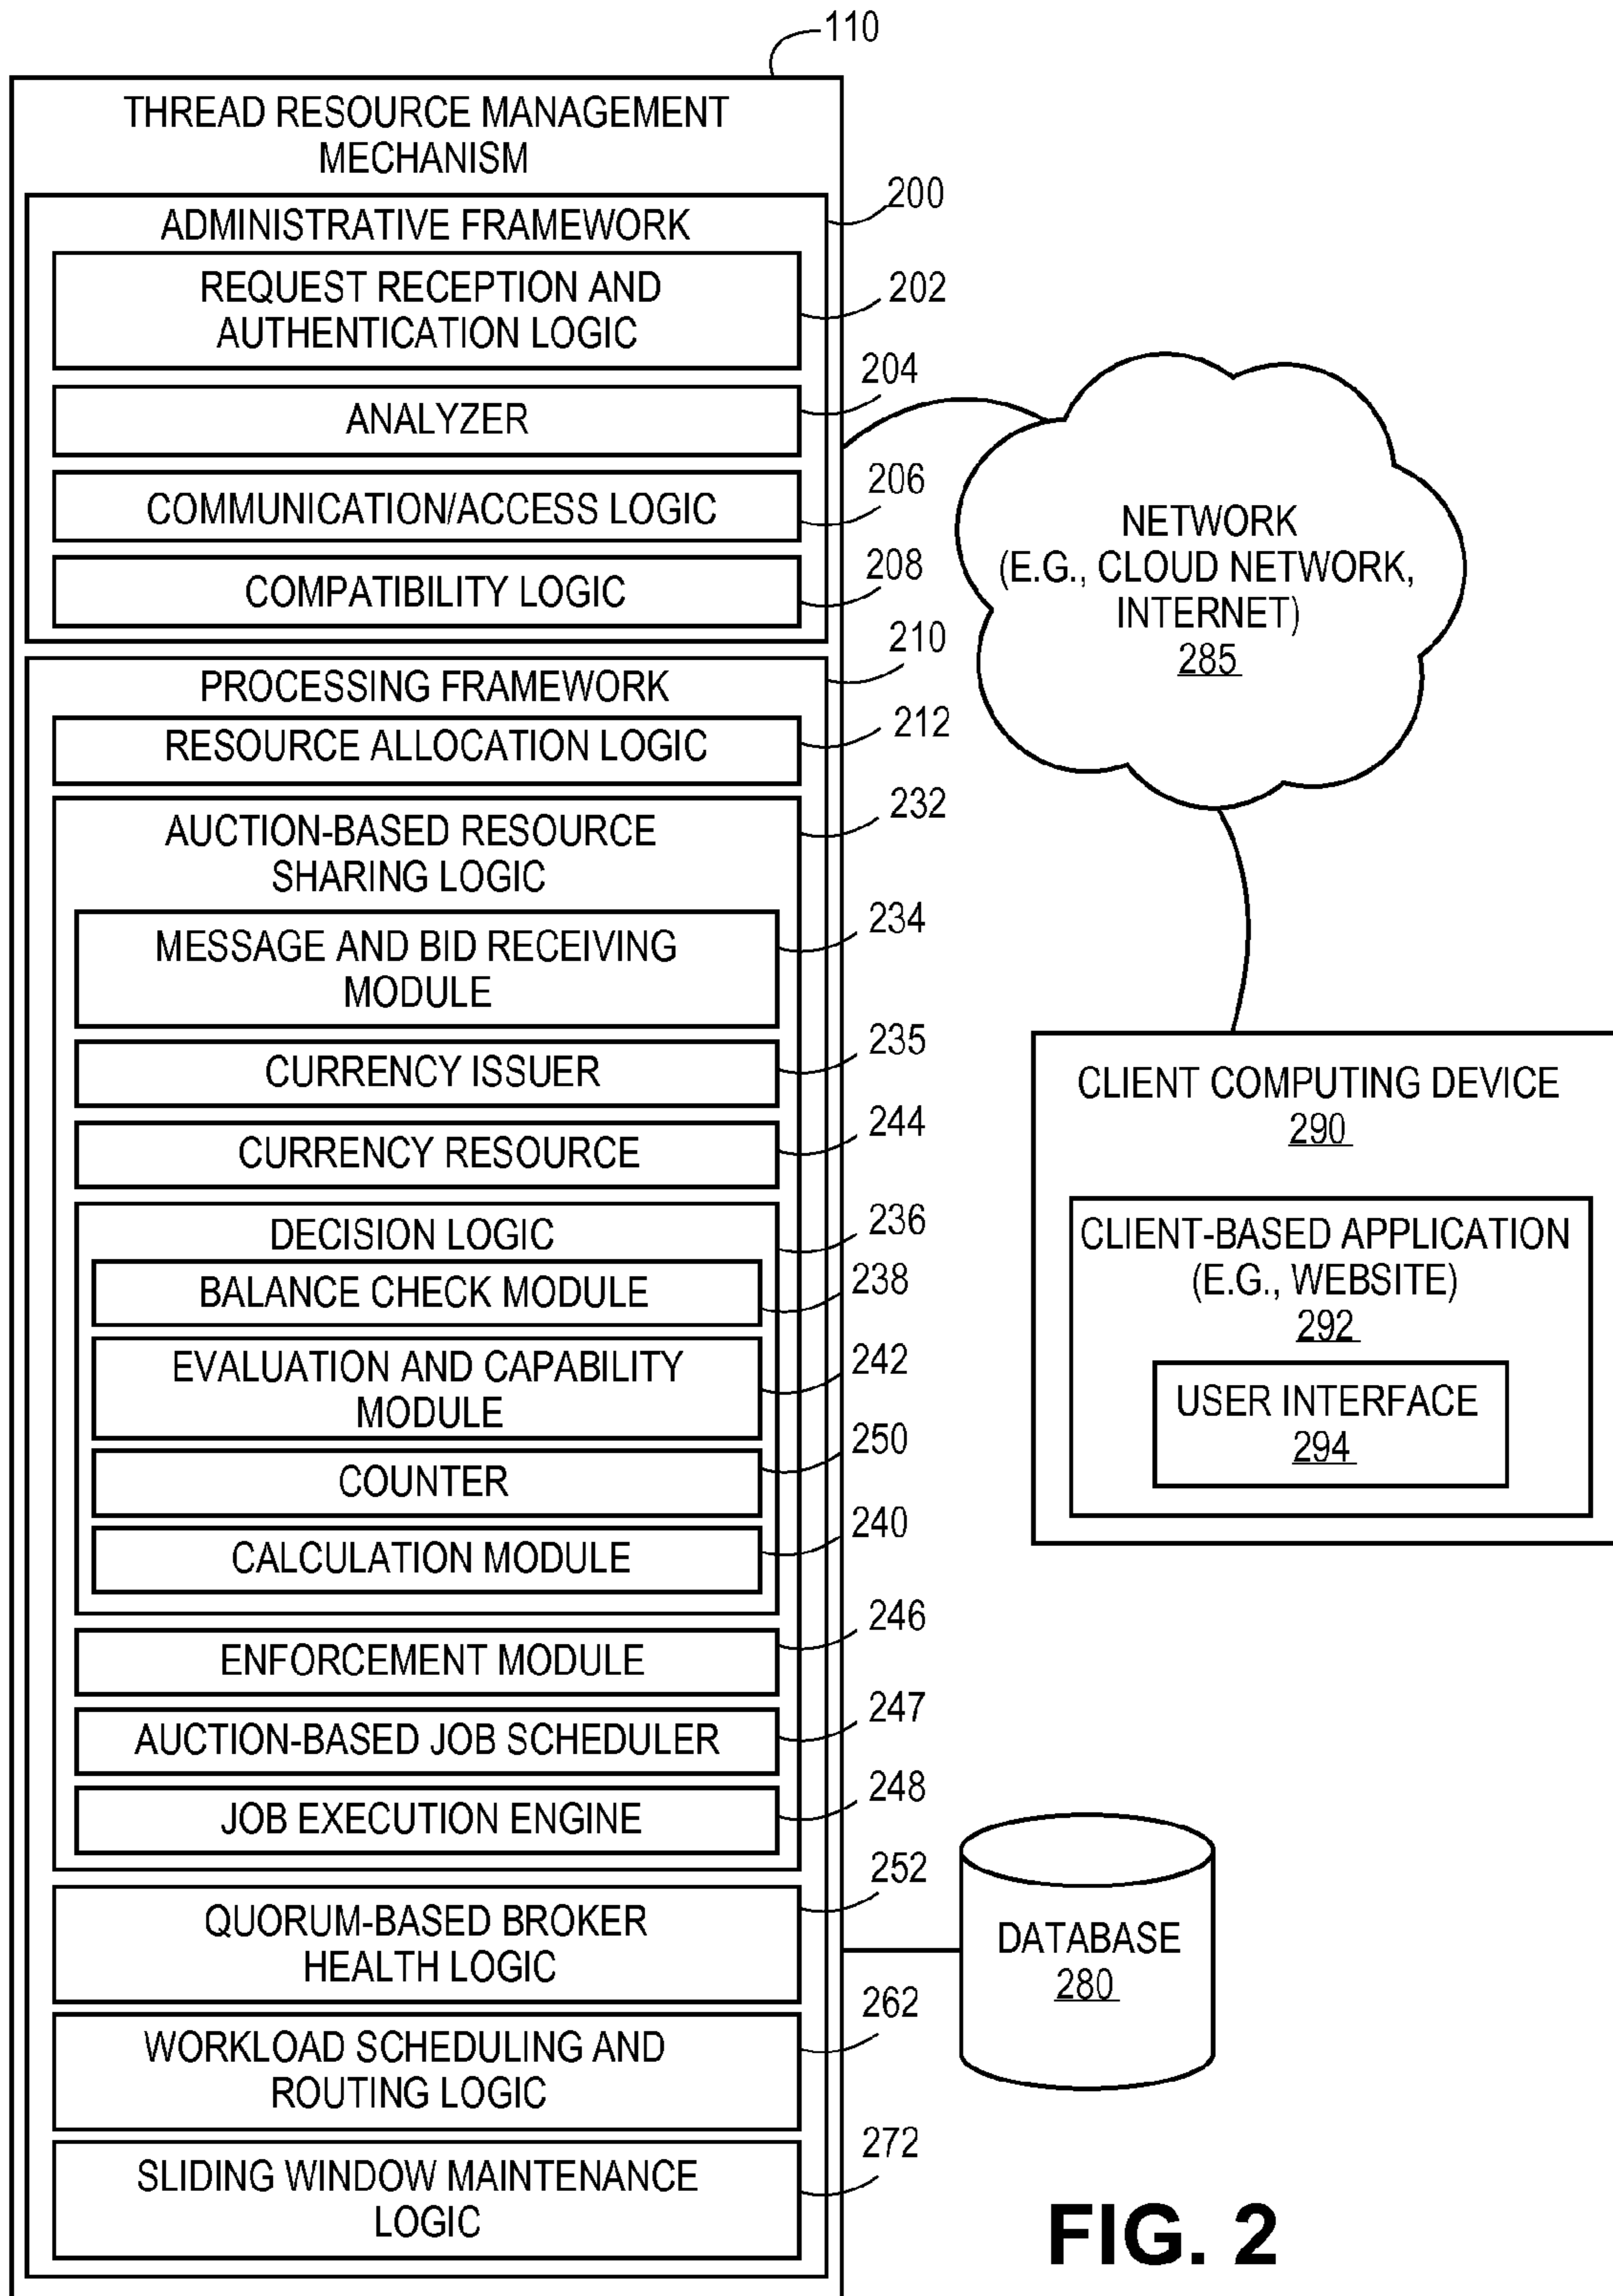 110
THREAD RESOURCE MANAGEMENT
MECHANISM
200
ADMINISTRATIVE FRAMEWORK
REQUEST RECEPTION AND
AUTHENTICATION LOGIC
202
ANALYZER
204
COMMUNICATION/ACCESS LOGIC
206
COMPATIBILITY LOGIC
208
PROCESSING FRAMEWORK
210
RESOURCE ALLOCATION LOGIC
212
AUCTION-BASED RESOURCE
SHARING LOGIC
232
MESSAGE AND BID RECEIVING
MODULE
234
CURRENCY ISSUER
235
CURRENCY RESOURCE
244
DECISION LOGIC
236
BALANCE CHECK MODULE
238
EVALUATION AND CAPABILITY
MODULE
242
COUNTER
250
CALCULATION MODULE
240
ENFORCEMENT MODULE
246
AUCTION-BASED JOB SCHEDULER
247
JOB EXECUTION ENGINE
248
QUORUM-BASED BROKER
HEALTH LOGIC
252
WORKLOAD SCHEDULING AND
ROUTING LOGIC
262
SLIDING WINDOW MAINTENANCE
LOGIC
272
NETWORK
(E.G., CLOUD NETWORK,
INTERNET)
285
CLIENT COMPUTING DEVICE
290
CLIENT-BASED APPLICATION
(E.G., WEBSITE)
292
USER INTERFACE
294
DATABASE
280
FIG. 2